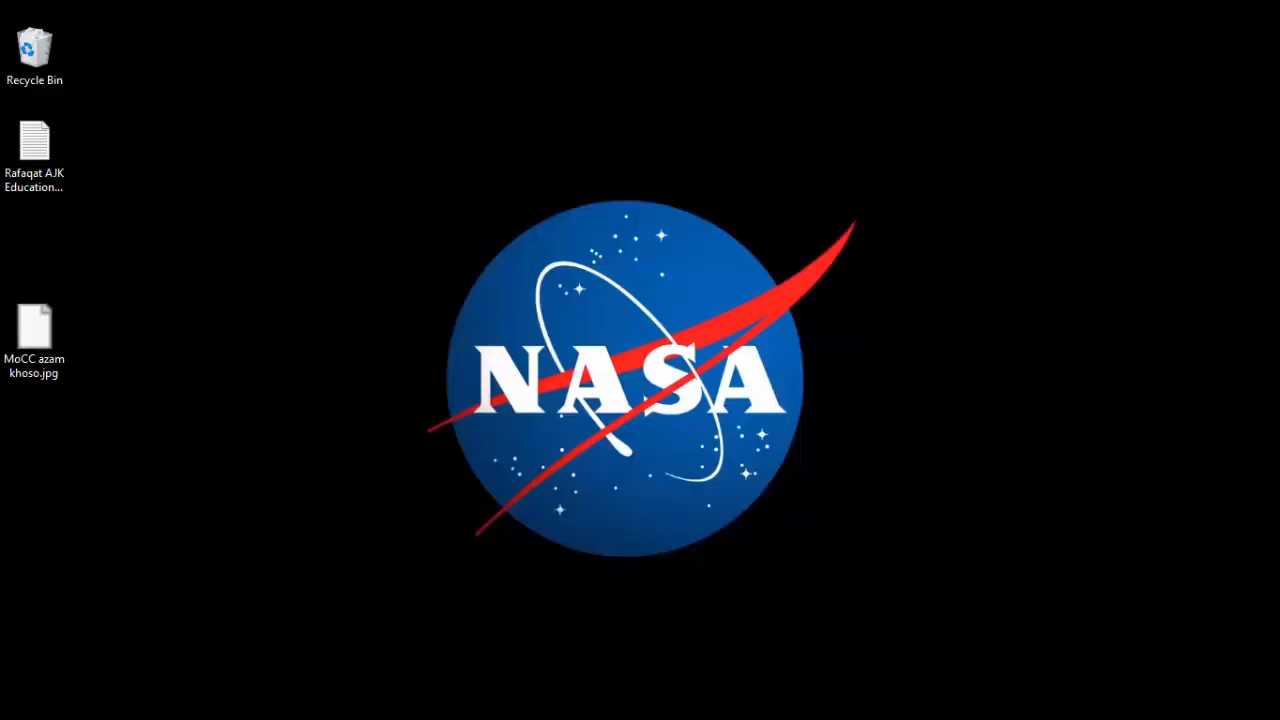 Recycle Bin
Rafaqat AJK
Education...
MoCC azam
khoso.jpg
NASA